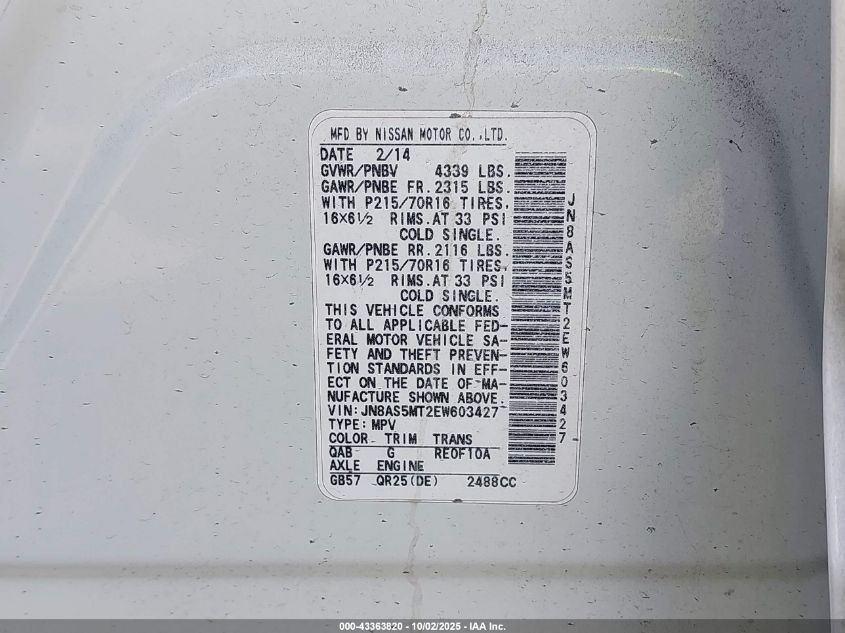 MFD BY NISSAN MOTOR CO.,LTD.
DATE 2/14
GVWR/PNBV 4339 LBS.
GAWR/PNBE FR.2315 LBS.
WITH P215/70R16 TIRES,
16X6½ RIMS.AT 33 PSI
COLD SINGLE.
GAWR/PNBE RR.2116 LBS.
WITH P215/70R16 TIRES,
16X6½ RIMS.AT 33 PSI
COLD SINGLE.
THIS VEHICLE CONFORMS
TO ALL APPLICABLE FED-
ERAL MOTOR VEHICLE SA-
FETY AND THEFT PREVEN-
TION STANDARDS IN EFF-
ECT ON THE DATE OF MA-
NUFACTURE SHOWN ABOVE.
VIN:JN8AS5MT2EW603427
TYPE:MPV
COLOR TRIM TRANS
QAB G RE0F10A
AXLE ENGINE
GB57 QR25(DE) 2488CC
JN8AS5MT2EW603427
000-43363820 - 10/02/2025 - IAA Inc.